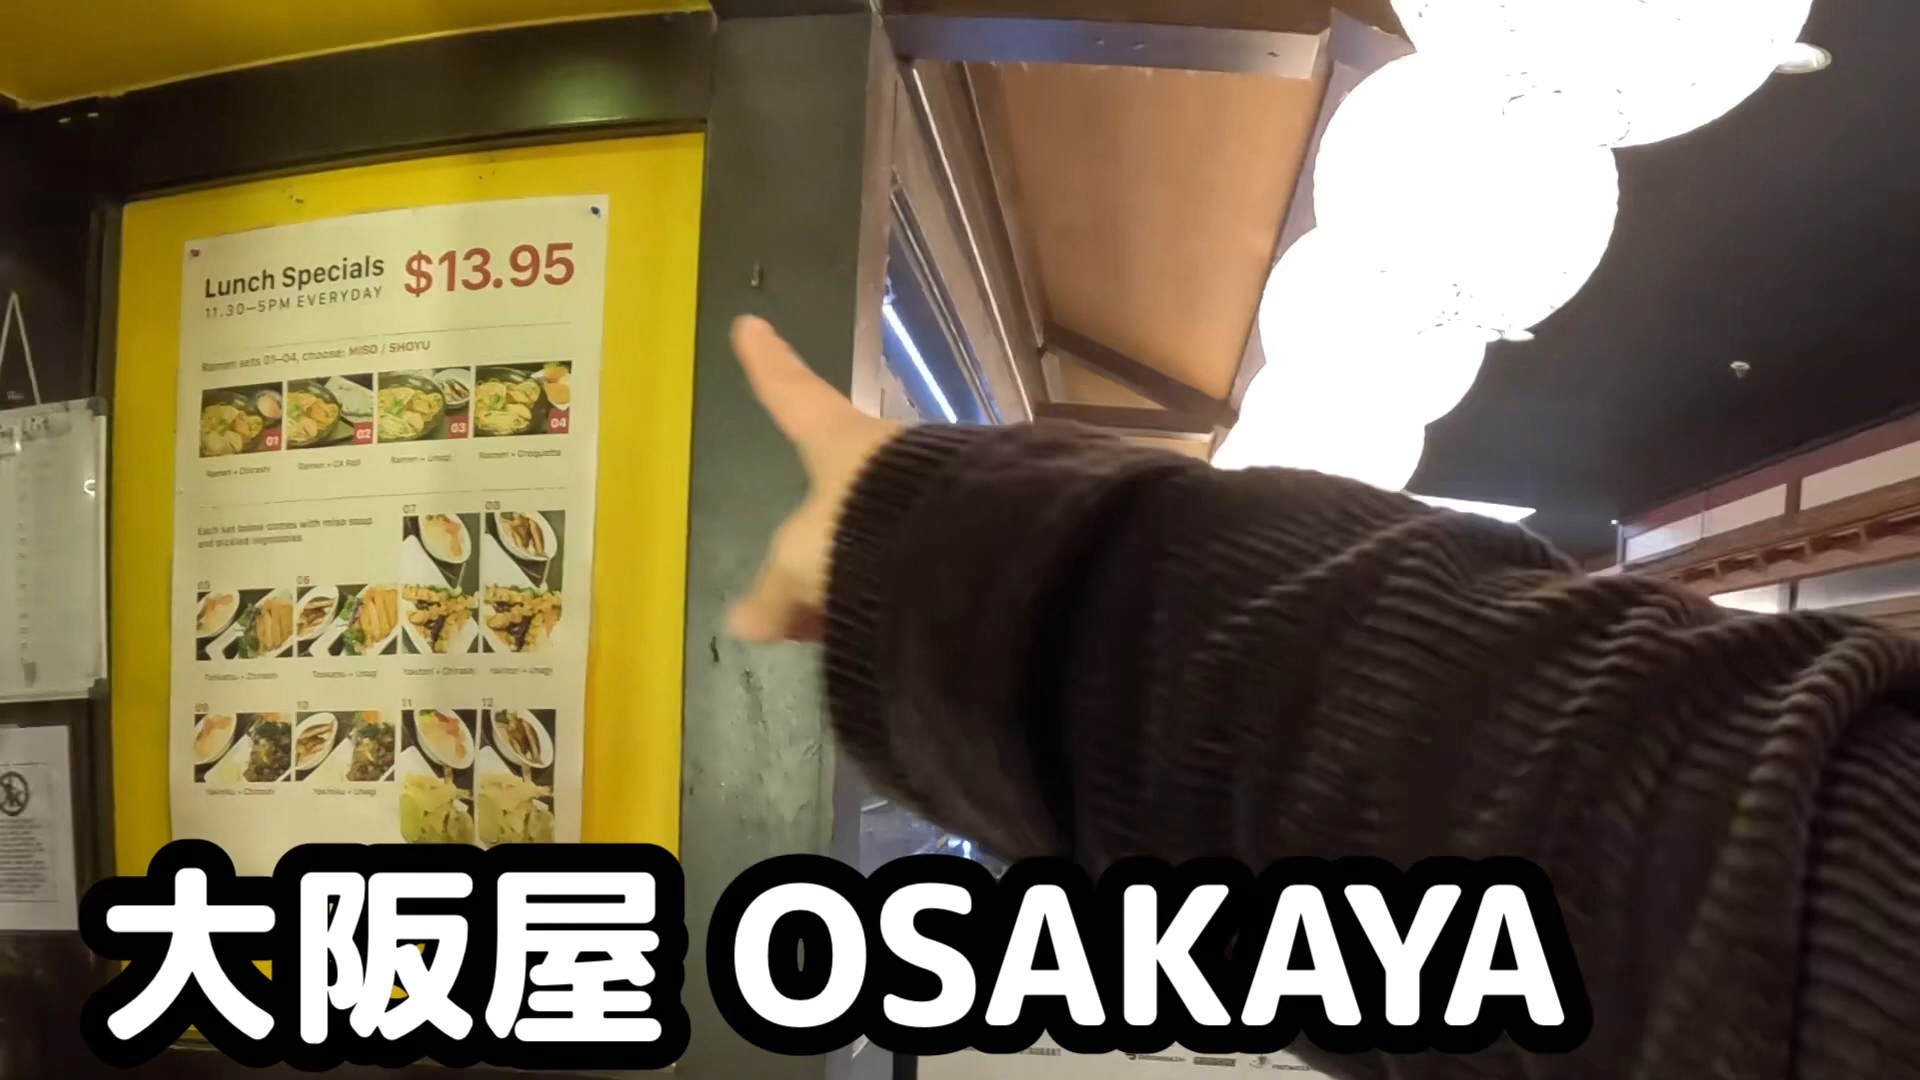 Lunch Specials $13.95
11.30–5PM EVERYDAY
Ramen sets 01–04, choose: MISO / SHOYU
01 02 03 04
Ramen + Chirashi Ramen + CA Roll Ramen + Unagi Ramen + Croquette
Each set below comes with miso soup
and pickled vegetables
07 08
05 06
Tonkatsu + Chirashi Tonkatsu + Unagi Yakitori + Chirashi Yakitori + Unagi
09 10 11 12
Yakiniku + Chirashi Yakiniku + Unagi
大阪屋 OSAKAYA